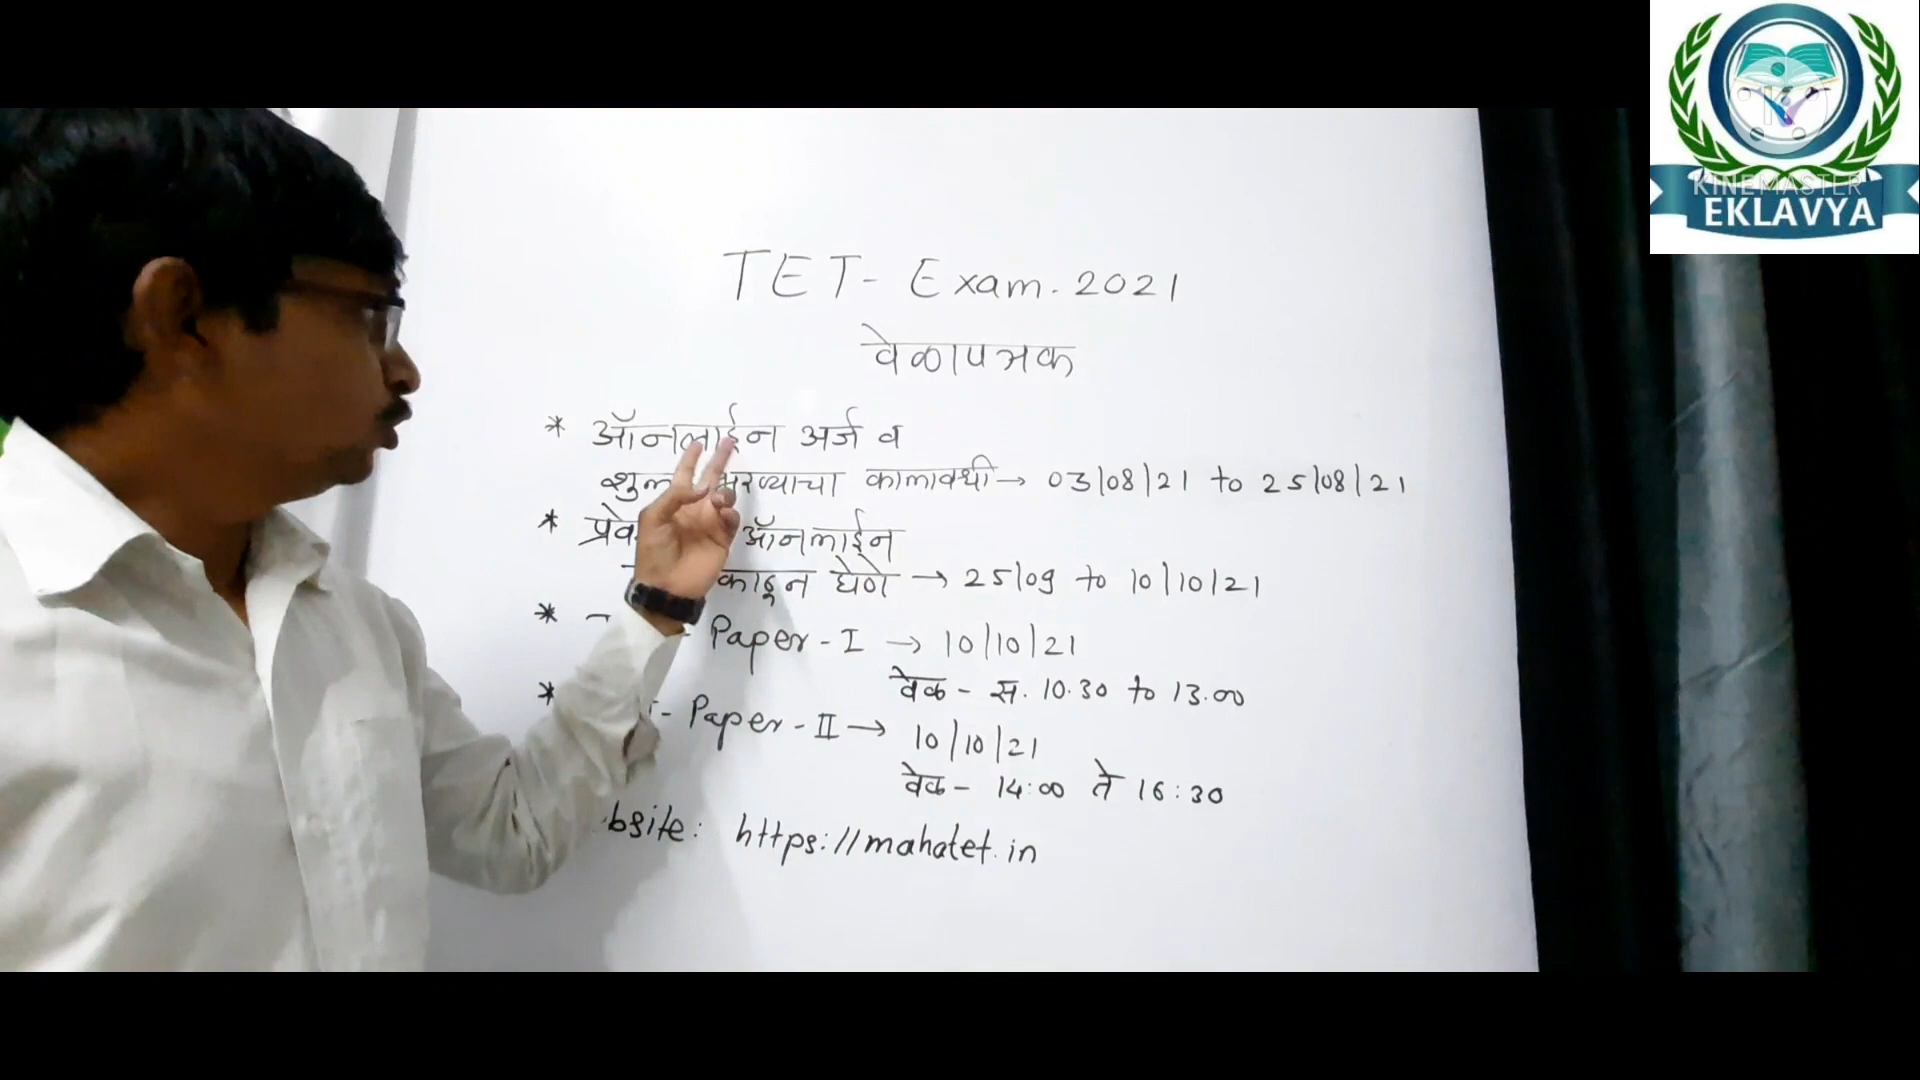 KINEMASTER
EKLAVYA
TET- Exam. 2021
वेळापत्रक
* ऑनलाईन अर्ज व
भरण्याचा कालावधी → 03/08/21 to 25/08/21
* ऑनलाईन
काढून घेणे → 25/09 to 10/10/21
* Paper - I → 10/10/21
वेळ - स. 10.30 to 13.00
* - Paper - II → 10/10/21
वेळ - 14:00 ते 16:30
https://mahatet.in